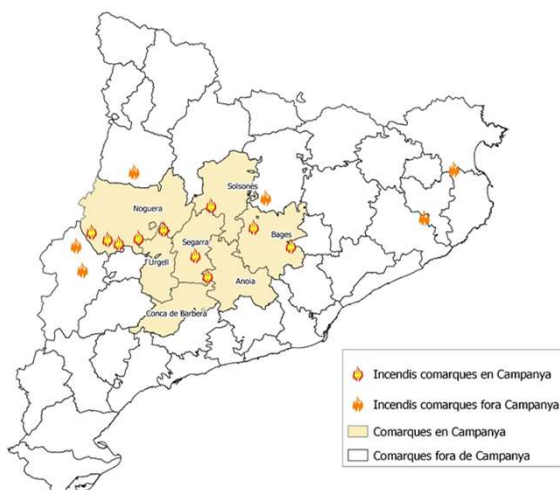 Solsonès
Noguera
Bages
Segarra
Urgell
Anoia
Conca de Barberà
Incendis comarques en Campanya
Incendis comarques fora Campanya
Comarques en Campanya
Comarques fora de Campanya